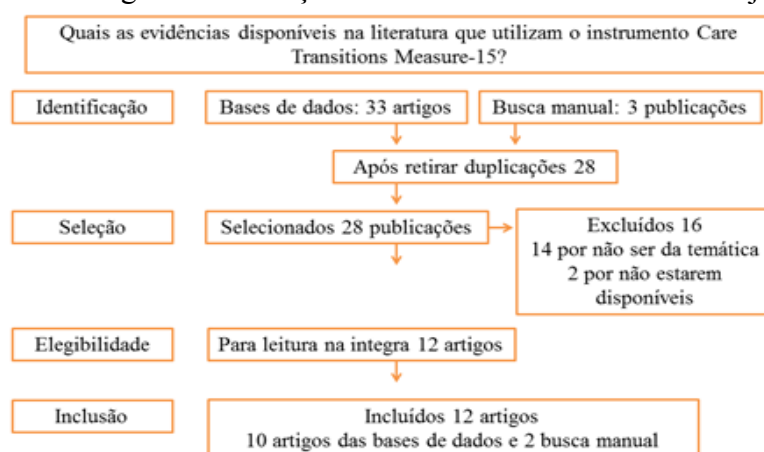 Quais as evidências disponíveis na literatura que utilizam o instrumento Care
Transitions Measure-15?
Identificação
Bases de dados: 33 artigos
Busca manual: 3 publicações
Após retirar duplicações 28
Seleção
Selecionados 28 publicações
Excluídos 16
14 por não ser da temática
2 por não estarem
disponíveis
Elegibilidade
Para leitura na integra 12 artigos
Inclusão
Incluídos 12 artigos
10 artigos das bases de dados e 2 busca manual